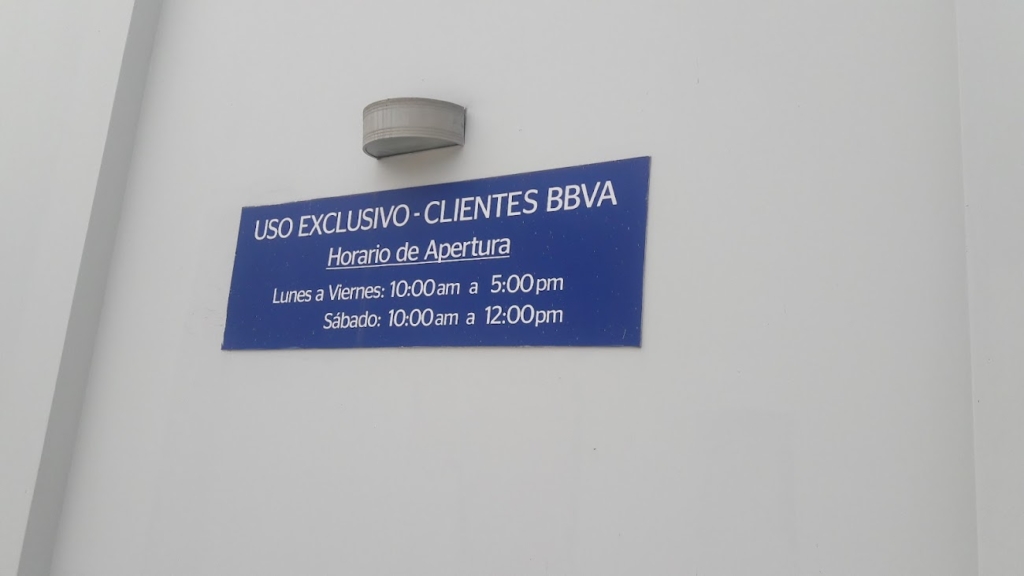 USO EXCLUSIVO - CLIENTES BBVA
Horario de Apertura
Lunes a Viernes: 10:00am a 5:00pm
Sábado: 10:00am a 12:00pm